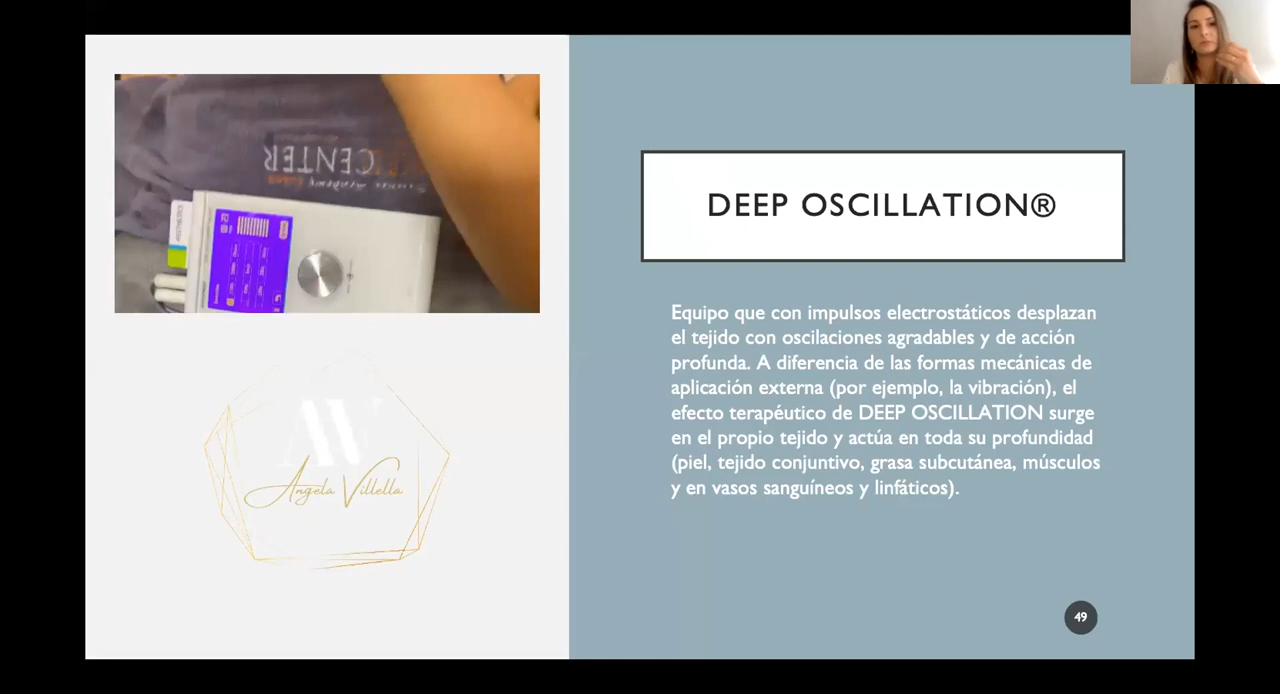 CENTER
DEEP OSCILLATION®
Equipo que con impulsos electrostáticos desplazan
el tejido con oscilaciones agradables y de acción
profunda. A diferencia de las formas mecánicas de
aplicación externa (por ejemplo, la vibración), el
efecto terapéutico de DEEP OSCILLATION surge
en el propio tejido y actúa en toda su profundidad
(piel, tejido conjuntivo, grasa subcutánea, músculos
y en vasos sanguíneos y linfáticos).
AV
Angela Villella
49